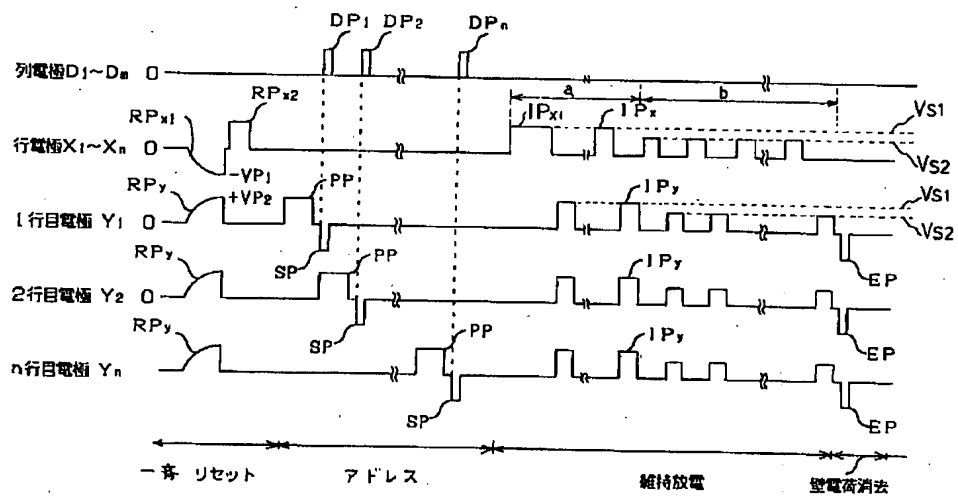 DP1 DP2 DPn
列電極D1~Dm 0
RPx1 RPx2 a b
IPx1 IPx VS1
行電極X1~Xn 0
VS2
-VP1
RPy +VP2 PP IPy VS1
1行目電極 Y1 0
VS2
RPy SP PP IPy EP
2行目電極 Y2 0
RPy SP PP IPy EP
n行目電極 Yn
SP EP
一斉 リセット アドレス 維持放電 壁電荷消去